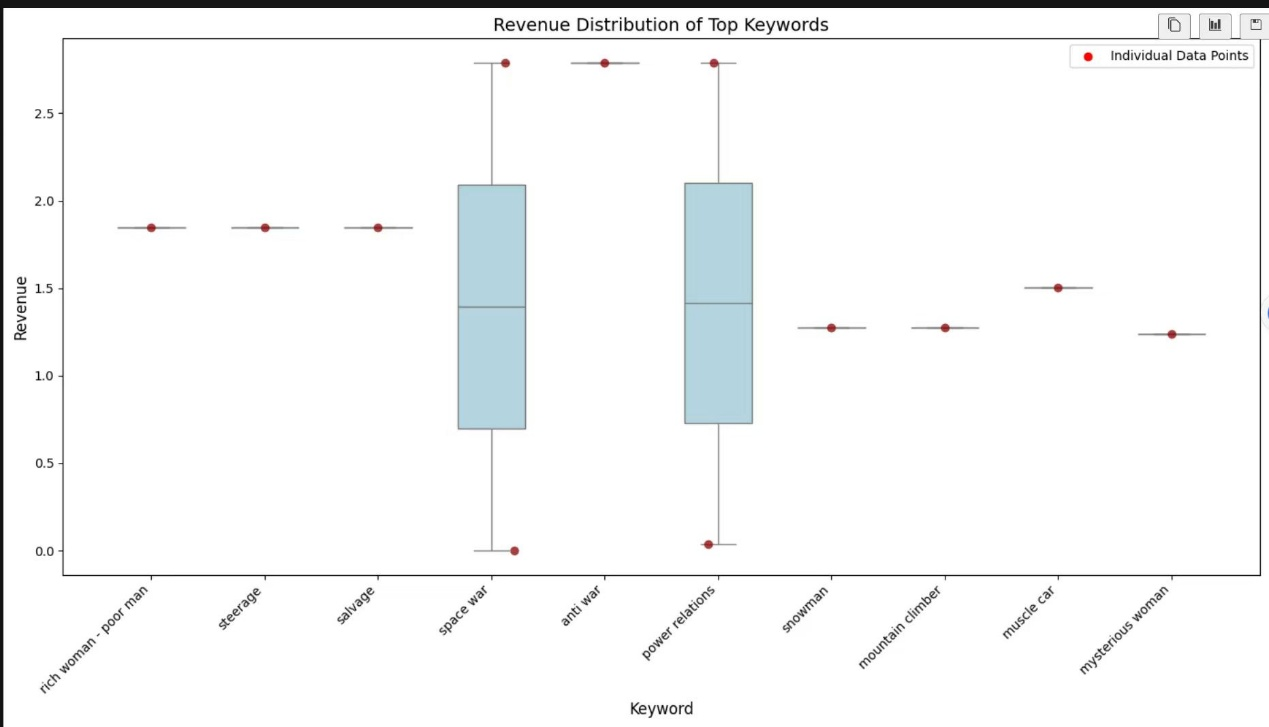 Revenue Distribution of Top Keywords
Individual Data Points
Revenue
2.5
2.0
1.5
1.0
0.5
0.0
rich woman - poor man
steerage
salvage
space war
anti war
power relations
snowman
mountain climber
muscle car
mysterious woman
Keyword